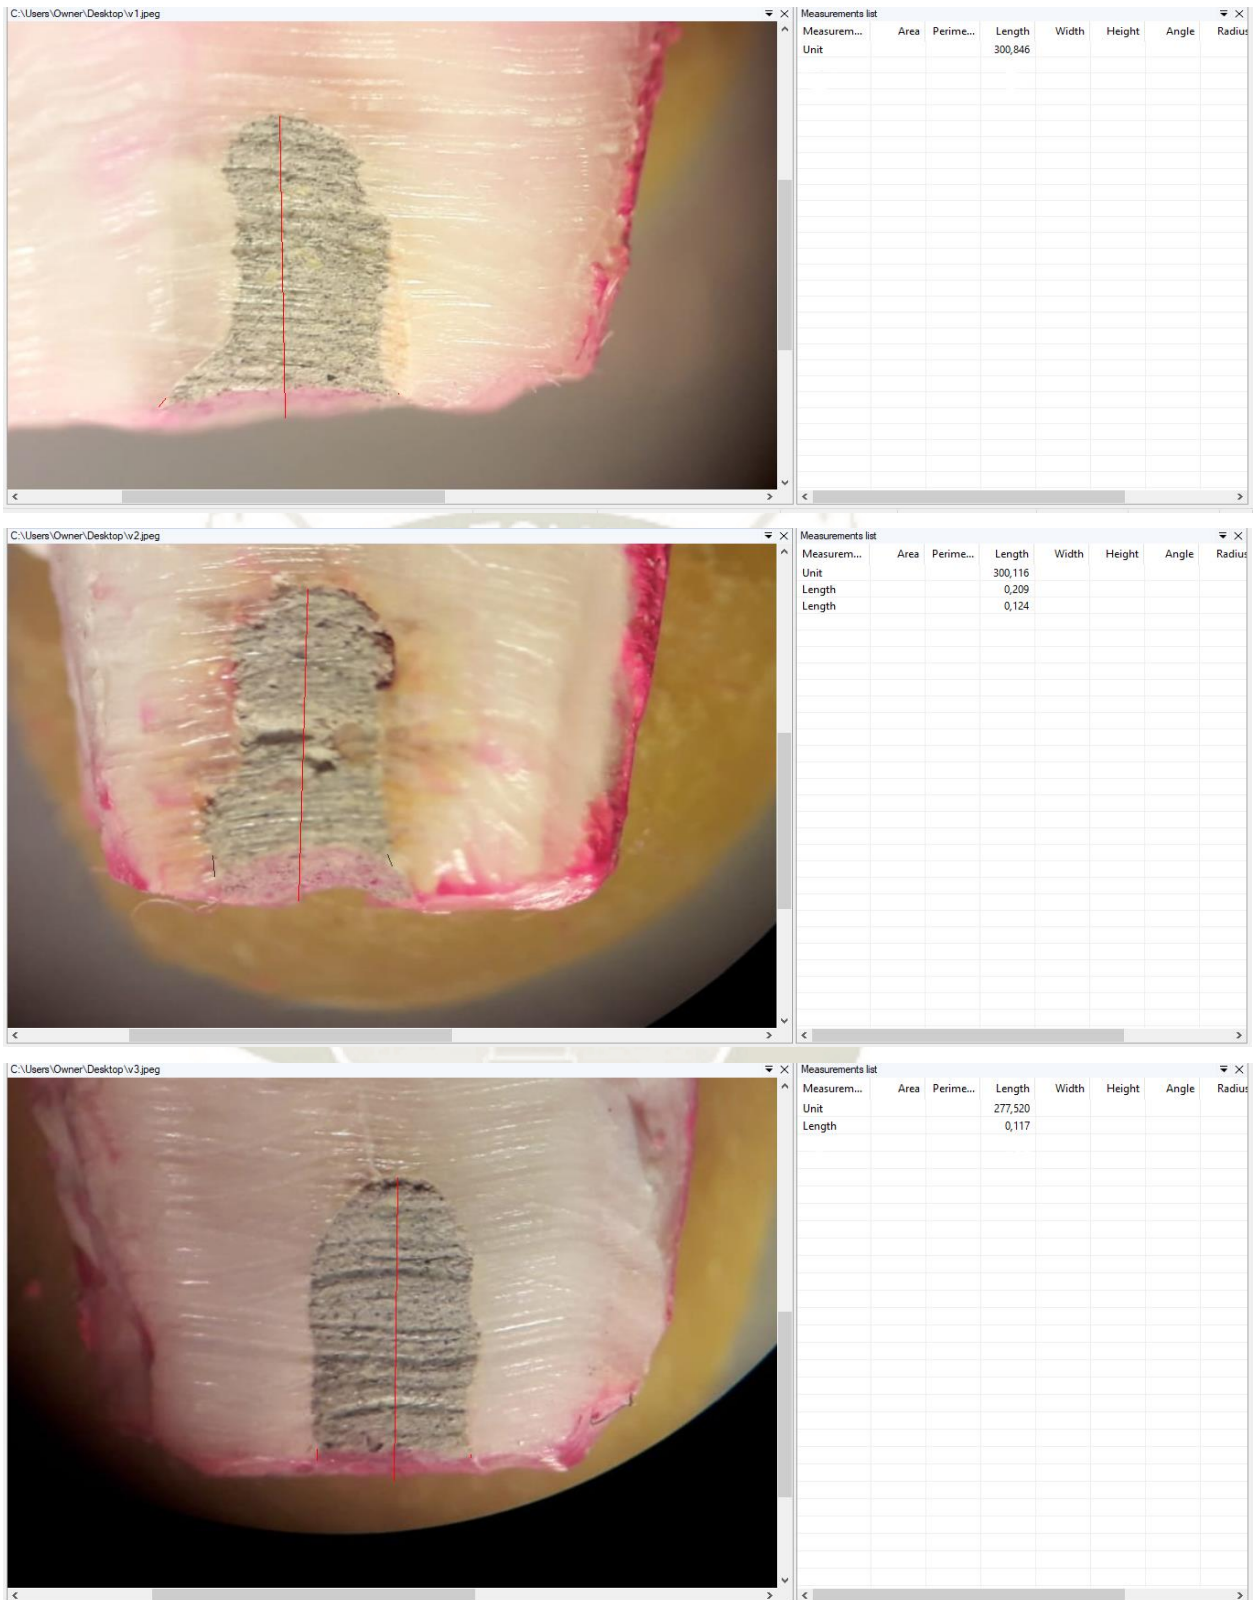 C:\Users\Owner\Desktop\v1.jpeg
Measurements list
Measurem... Area Perime... Length Width Height Angle Radius
Unit 300,846
C:\Users\Owner\Desktop\v2.jpeg
Measurements list
Measurem... Area Perime... Length Width Height Angle Radius
Unit 300,116
Length 0,209
Length 0,124
C:\Users\Owner\Desktop\v3.jpeg
Measurements list
Measurem... Area Perime... Length Width Height Angle Radius
Unit 277,520
Length 0,117